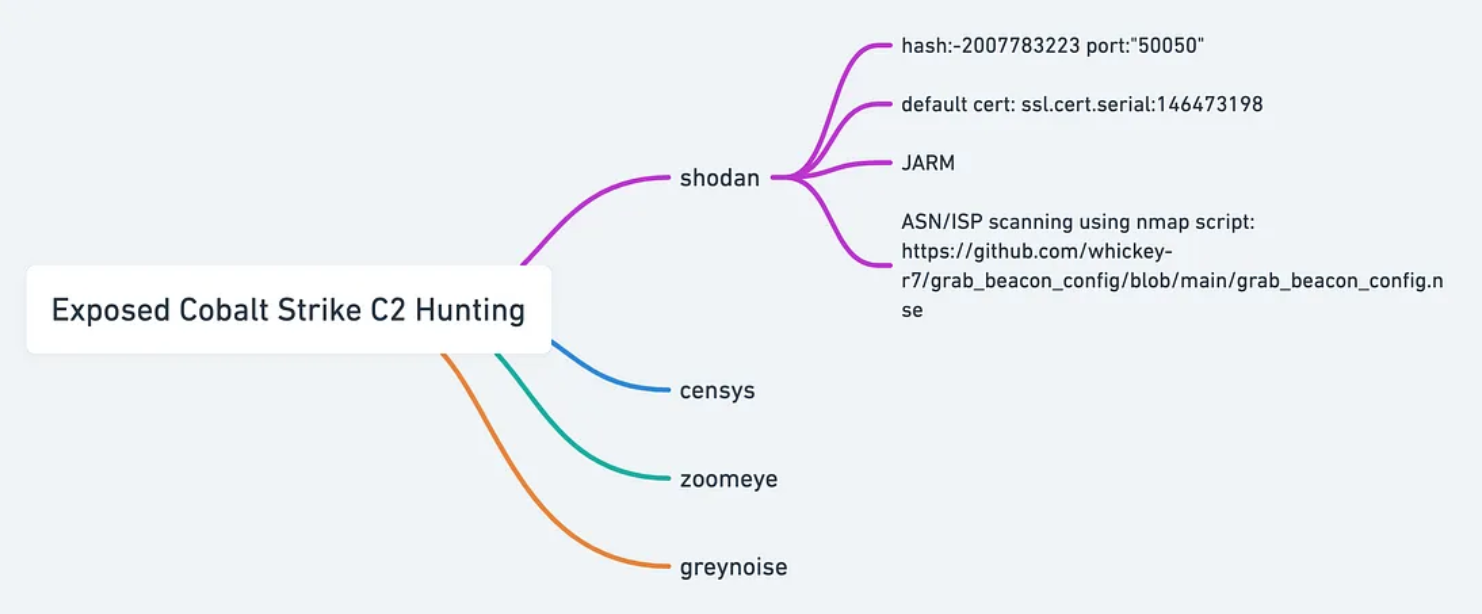 Exposed Cobalt Strike C2 Hunting
shodan
hash:-2007783223 port:"50050"
default cert: ssl.cert.serial:146473198
JARM
ASN/ISP scanning using nmap script:
https://github.com/whickey-
r7/grab_beacon_config/blob/main/grab_beacon_config.n
se
censys
zoomeye
greynoise